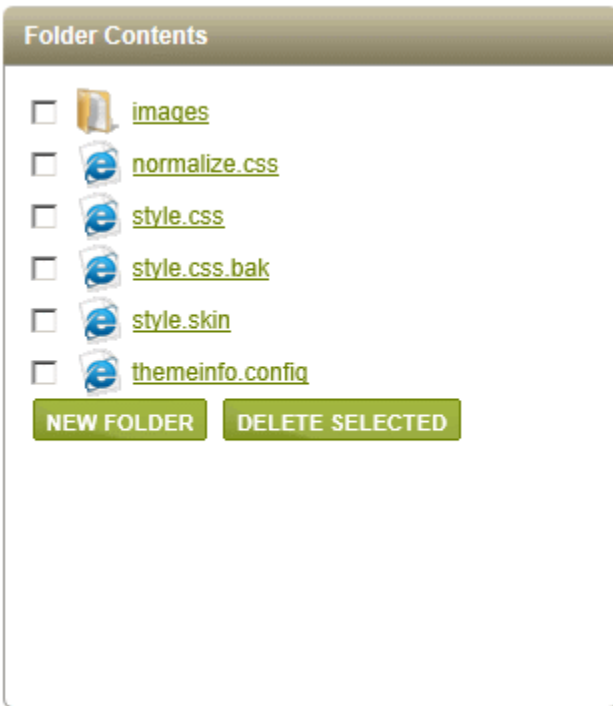 Folder Contents
images
normalize.css
style.css
style.css.bak
style.skin
themeinfo.config
NEW FOLDER DELETE SELECTED